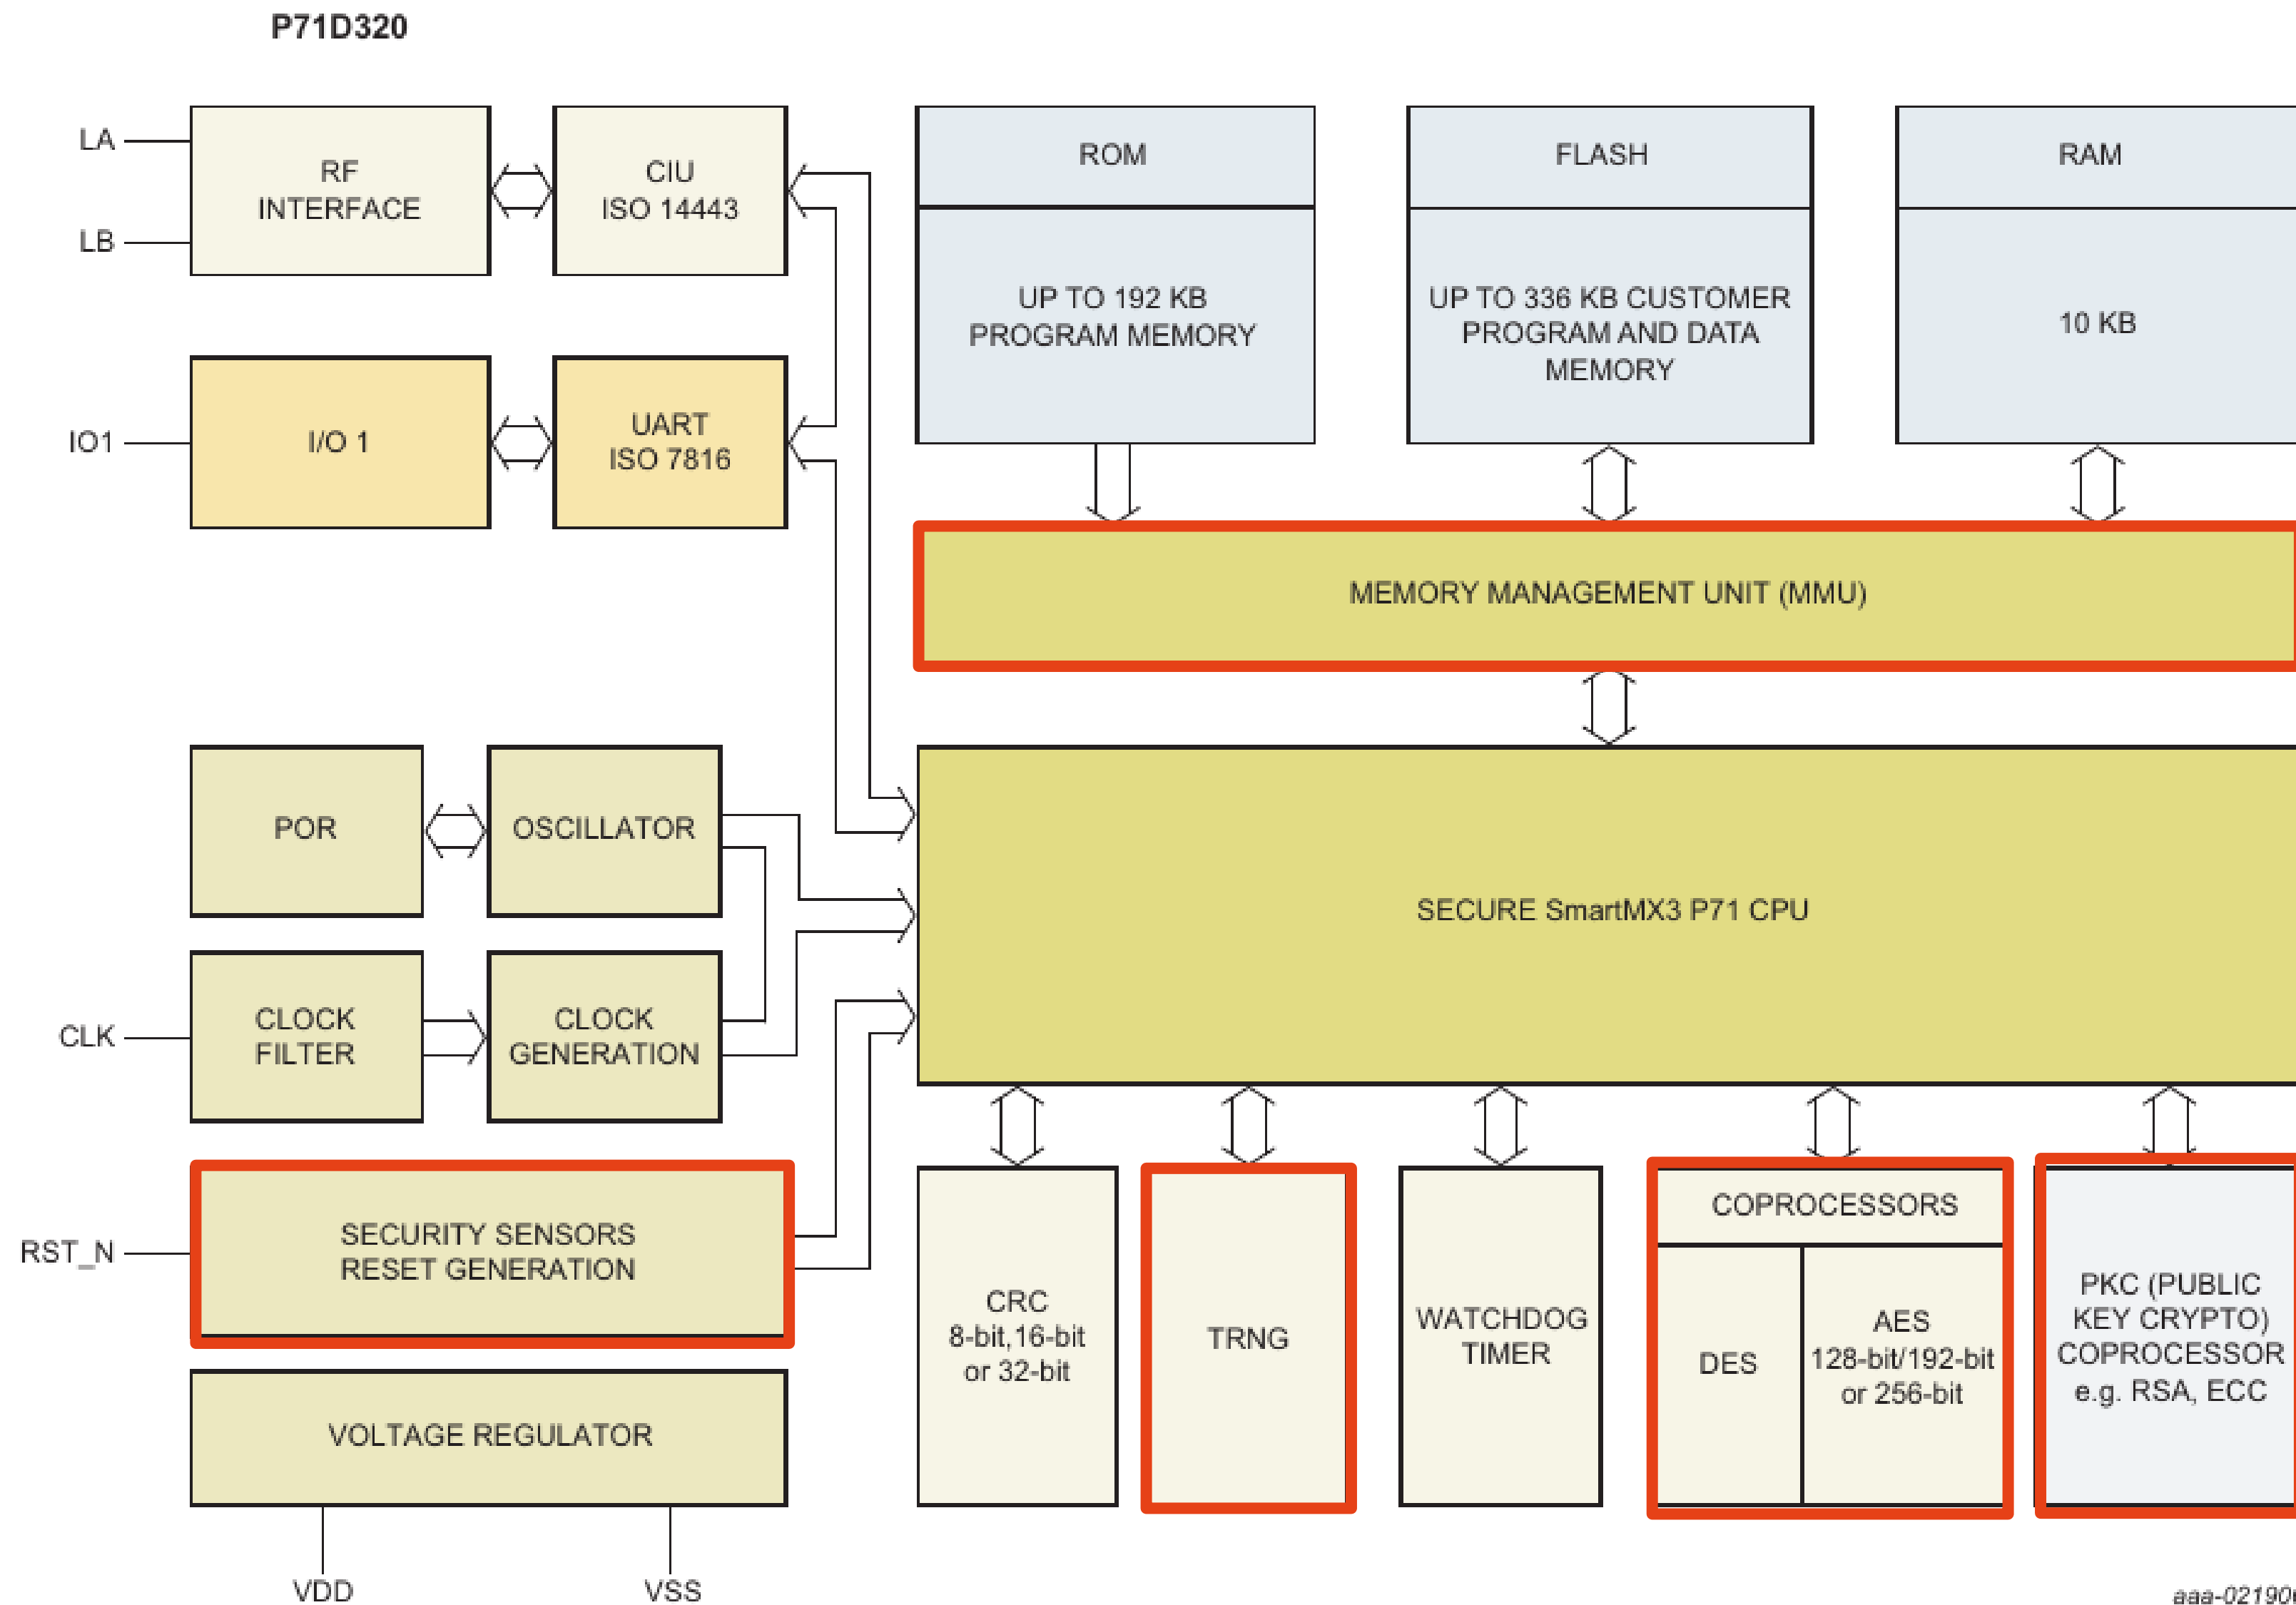 P71D320
LA
LB
RF
INTERFACE
CIU
ISO 14443
ROM
UP TO 192 KB
PROGRAM MEMORY
FLASH
UP TO 336 KB CUSTOMER
PROGRAM AND DATA
MEMORY
RAM
10 KB
IO1
I/O 1
UART
ISO 7816
MEMORY MANAGEMENT UNIT (MMU)
POR
OSCILLATOR
SECURE SmartMX3 P71 CPU
CLK
CLOCK
FILTER
CLOCK
GENERATION
RST_N
SECURITY SENSORS
RESET GENERATION
VOLTAGE REGULATOR
VDD
VSS
CRC
8-bit,16-bit
or 32-bit
TRNG
WATCHDOG
TIMER
COPROCESSORS
DES
AES
128-bit/192-bit
or 256-bit
PKC (PUBLIC
KEY CRYPTO)
COPROCESSOR
e.g. RSA, ECC